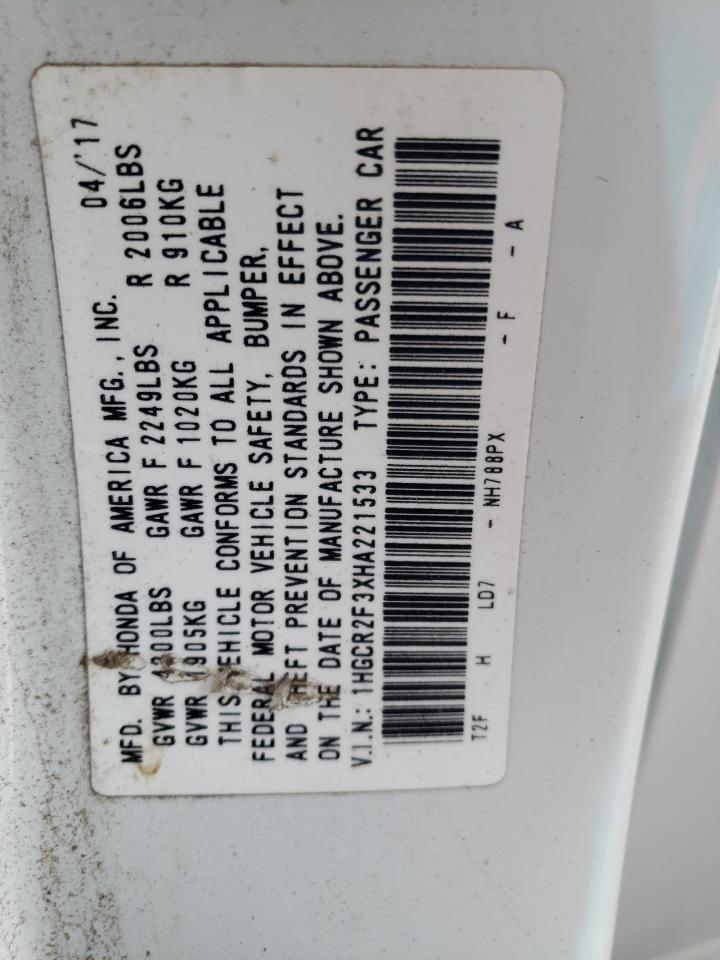 MFD. BY HONDA OF AMERICA MFG., INC. 04/'17
GVWR 4200LBS GAWR F 2249LBS R 2006LBS
GVWR 1905KG GAWR F 1020KG R 910KG
THIS VEHICLE CONFORMS TO ALL APPLICABLE
FEDERAL MOTOR VEHICLE SAFETY, BUMPER,
AND THEFT PREVENTION STANDARDS IN EFFECT
ON THE DATE OF MANUFACTURE SHOWN ABOVE.
V.I.N.: 1HGCR2F3XHA221533 TYPE: PASSENGER CAR
T2F H LD7 - NH788PX - F - A